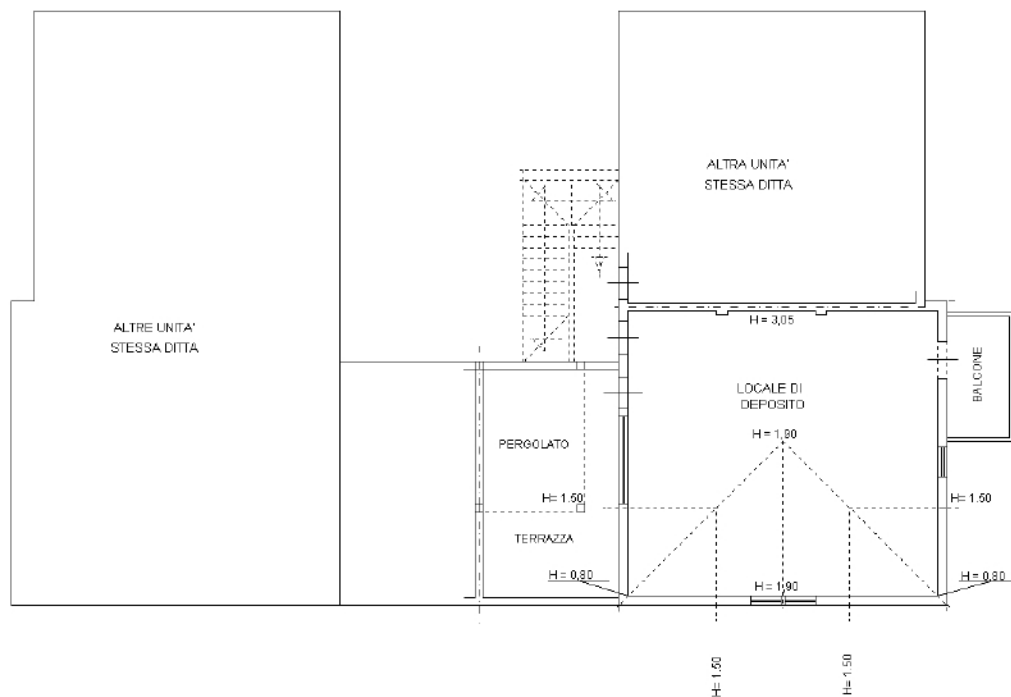 ALTRA UNITA'
STESSA DITTA
ALTRE UNITA'
STESSA DITTA
H = 3,05
BALCONE
LOCALE DI
DEPOSITO
H = 1,90
PERGOLATO
H= 1.50
H= 1.50
TERRAZZA
H = 0,80
H = 1,90
H = 0,80
H= 1.50
H= 1.50